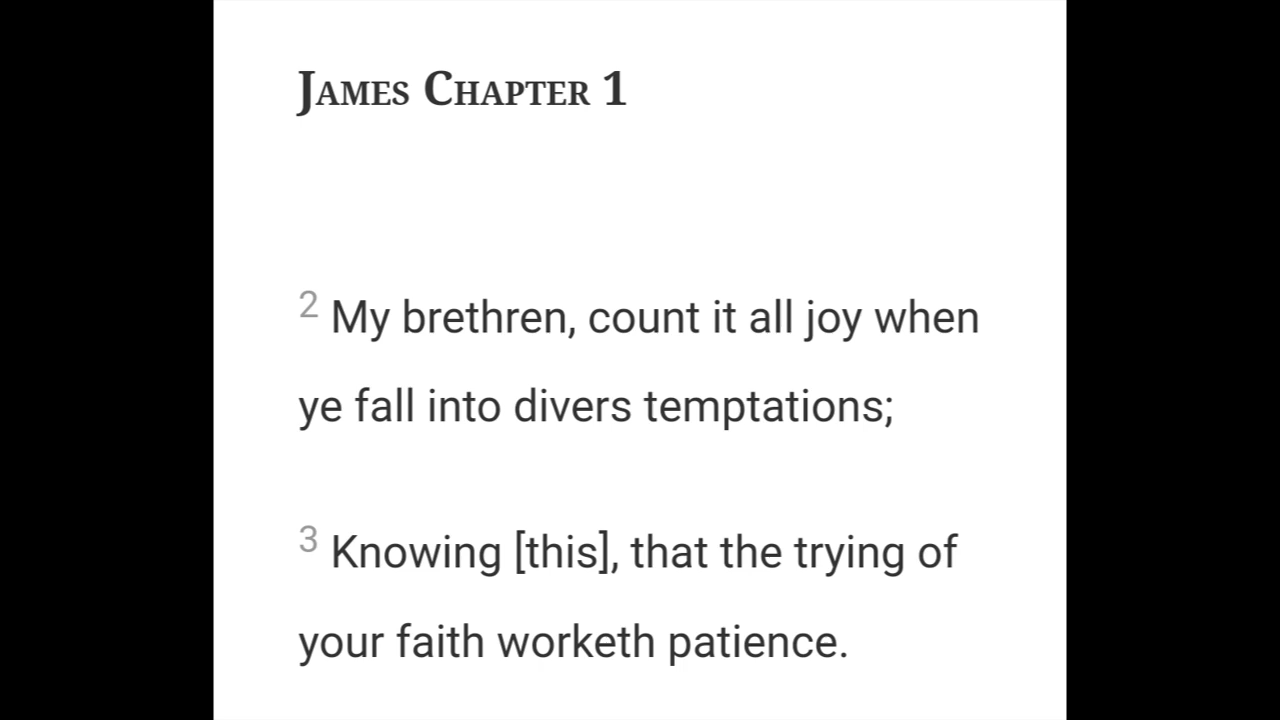 James Chapter 1
2 My brethren, count it all joy when
ye fall into divers temptations;
3 Knowing [this], that the trying of
your faith worketh patience.